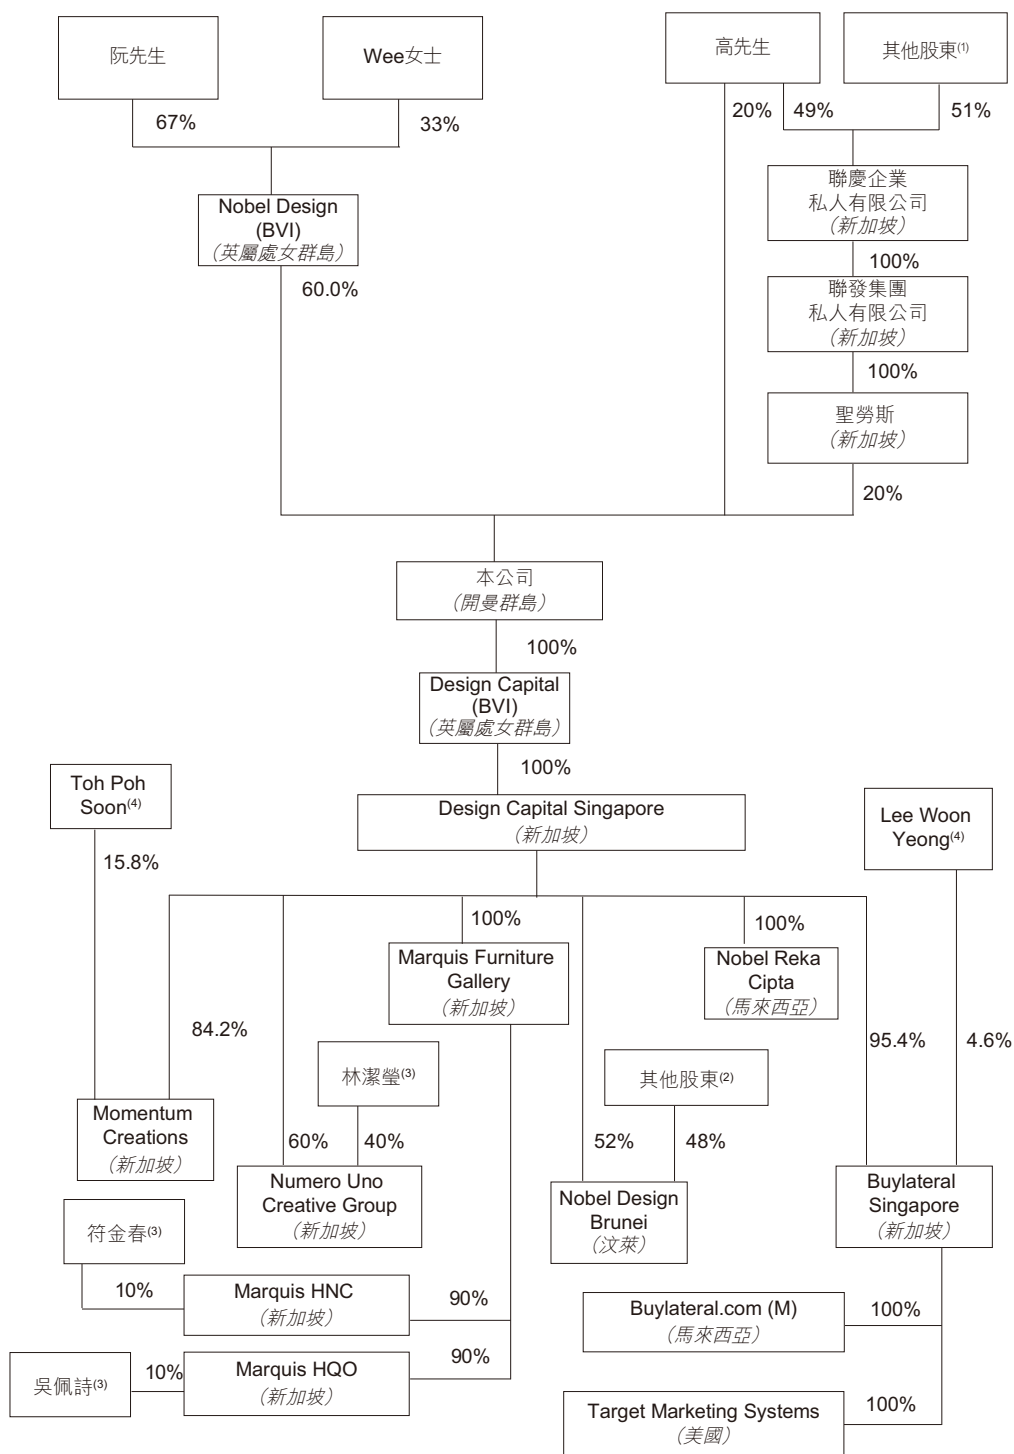 阮先生
Wee女士
高先生
其他股東(1)
67%
33%
20%
49%
51%
聯慶企業
私人有限公司
（新加坡）
Nobel Design
(BVI)
（英屬處女群島）
60.0%
100%
聯發集團
私人有限公司
（新加坡）
100%
聖勞斯
（新加坡）
20%
本公司
（開曼群島）
100%
Design Capital
(BVI)
（英屬處女群島）
100%
Toh Poh
Soon(4)
Design Capital Singapore
（新加坡）
Lee Woon
Yeong(4)
15.8%
100%
100%
Marquis Furniture
Gallery
（新加坡）
Nobel Reka
Cipta
（馬來西亞）
84.2%
95.4%
4.6%
林潔瑩(3)
其他股東(2)
Momentum
Creations
（新加坡）
60%
40%
52%
48%
Numero Uno
Creative Group
（新加坡）
Nobel Design
Brunei
（汶萊）
Buylateral
Singapore
（新加坡）
符金春(3)
10%
Marquis HNC
（新加坡）
90%
Buylateral.com (M)
（馬來西亞）
100%
吳佩詩(3)
10%
Marquis HQO
（新加坡）
90%
Target Marketing Systems
（美國）
100%